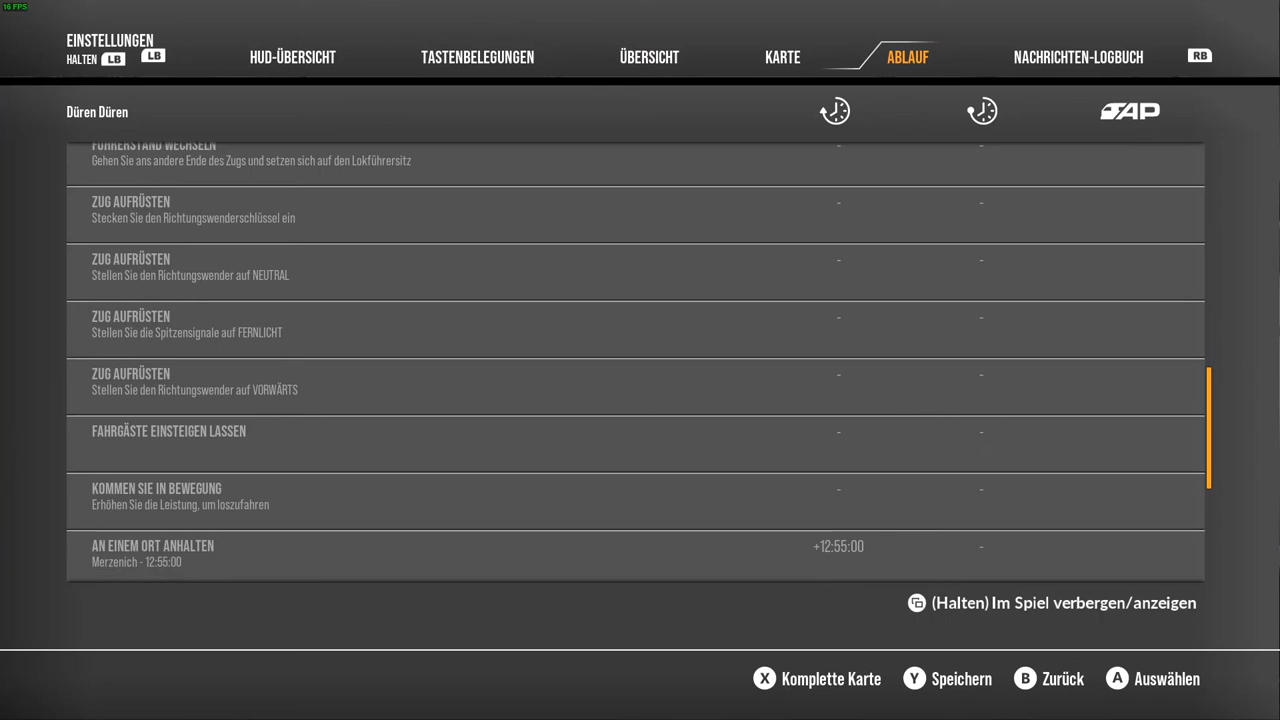 16 FPS
EINSTELLUNGEN
HALTEN LB LB
HUD-ÜBERSICHT
TASTENBELEGUNGEN
ÜBERSICHT
KARTE
ABLAUF
NACHRICHTEN-LOGBUCH
RB
Düren Düren
AP
FÜHRERSTAND WECHSELN - -
Gehen Sie ans andere Ende des Zugs und setzen sich auf den Lokführersitz
ZUG AUFRÜSTEN - -
Stecken Sie den Richtungswenderschlüssel ein
ZUG AUFRÜSTEN - -
Stellen Sie den Richtungswender auf NEUTRAL
ZUG AUFRÜSTEN - -
Stellen Sie die Spitzensignale auf FERNLICHT
ZUG AUFRÜSTEN - -
Stellen Sie den Richtungswender auf VORWÄRTS
FAHRGÄSTE EINSTEIGEN LASSEN - -
KOMMEN SIE IN BEWEGUNG - -
Erhöhen Sie die Leistung, um loszufahren
AN EINEM ORT ANHALTEN +12:55:00 -
Merzenich - 12:55:00
(Halten) Im Spiel verbergen/anzeigen
X Komplette Karte
Y Speichern
B Zurück
A Auswählen